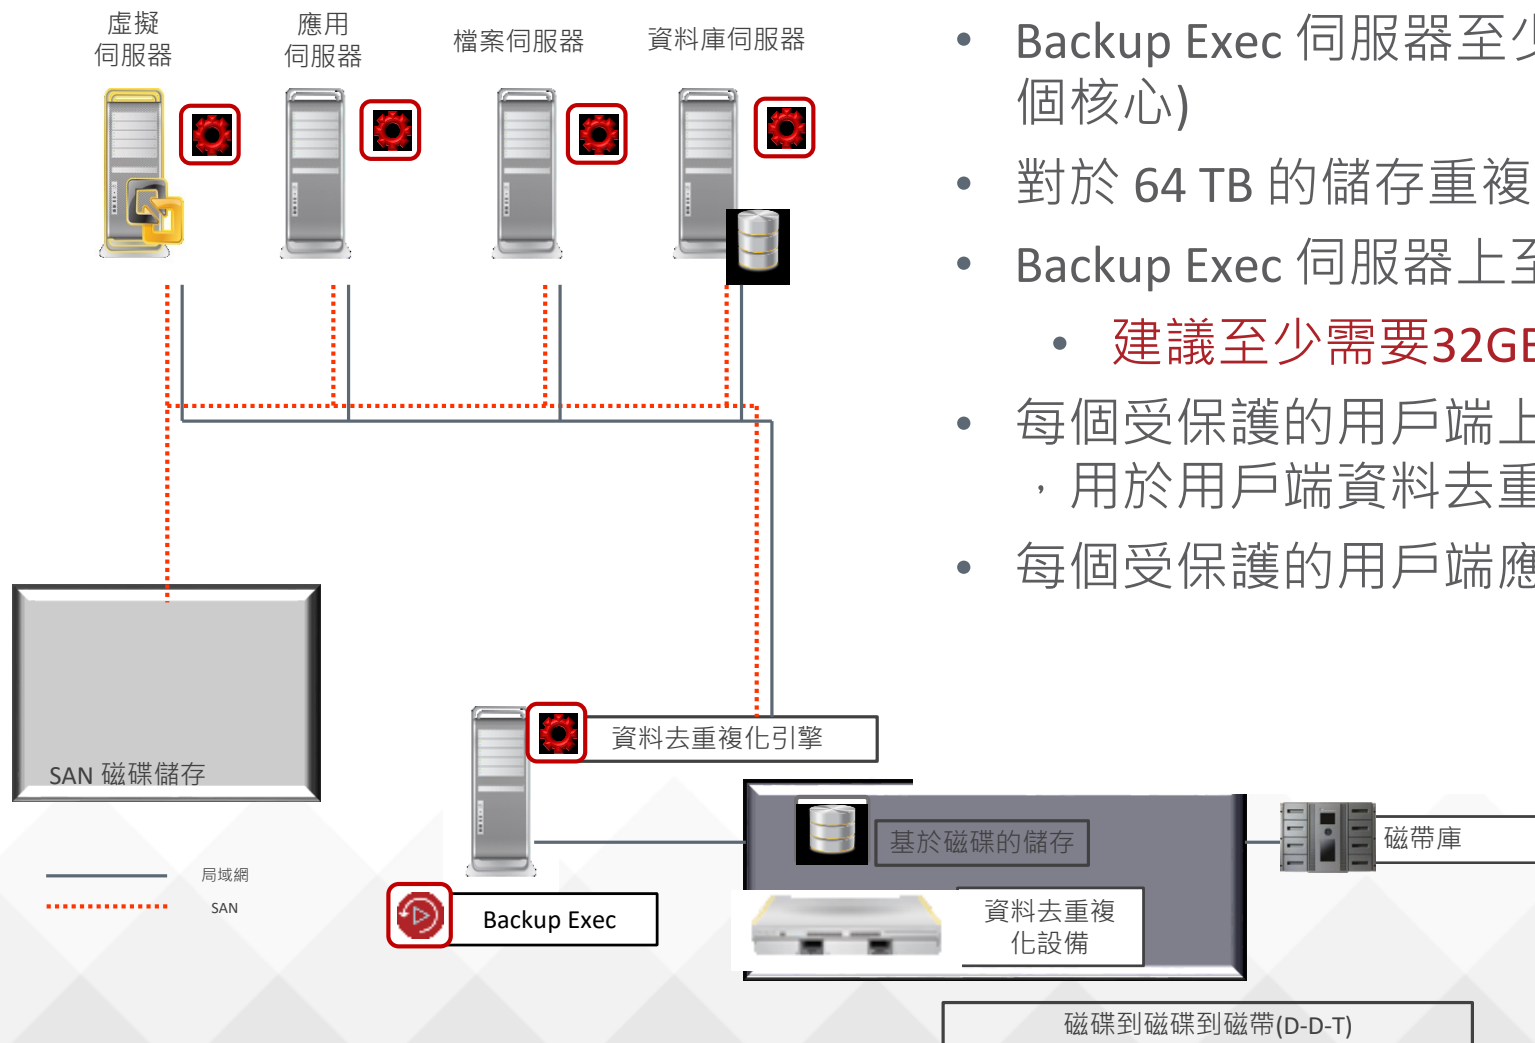 虛擬
伺服器
應用
伺服器
檔案伺服器
資料庫伺服器
• Backup Exec 伺服器至
個核心)
• 對於 64 TB 的儲存重複
• Backup Exec 伺服器上
• 建議至少需要32G
• 每個受保護的用戶端上
，用於用戶端資料去重
• 每個受保護的用戶端應
資料去重複化引擎
SAN 磁碟儲存
基於磁碟的儲存
磁帶庫
局域網
SAN
Backup Exec
資料去重複
化設備
磁碟到磁碟到磁帶(D-D-T)